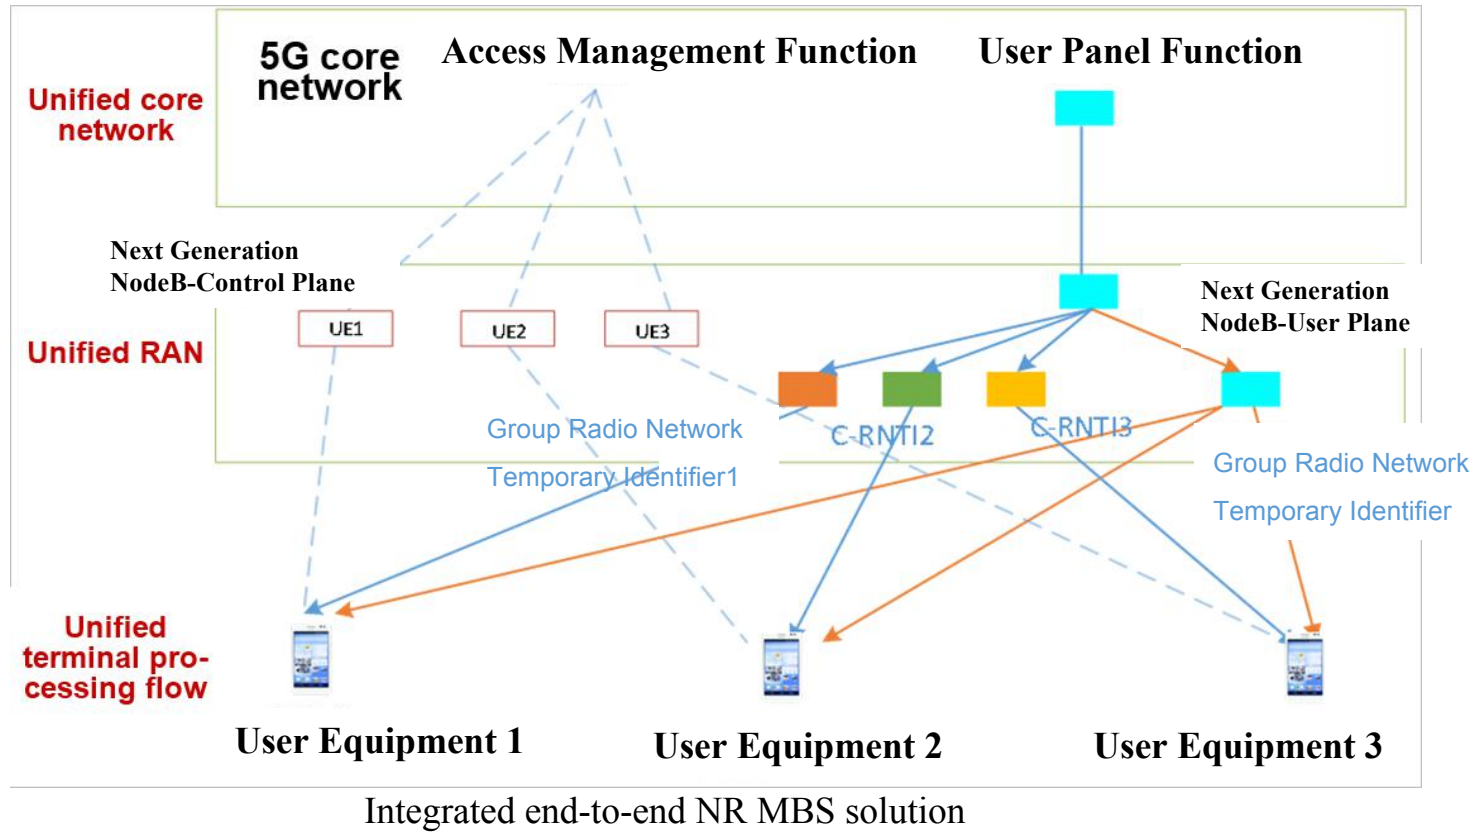 5G core
network
Access Management Function
User Panel Function
Unified core
network
Next Generation
NodeB-Control Plane
Next Generation
NodeB-User Plane
UE1
UE2
UE3
Unified RAN
Group Radio Network
Temporary Identifier1
C-RNTI2
C-RNTI3
Group Radio Network
Temporary Identifier
Unified
terminal pro-
cessing flow
User Equipment 1
User Equipment 2
User Equipment 3
Integrated end-to-end NR MBS solution